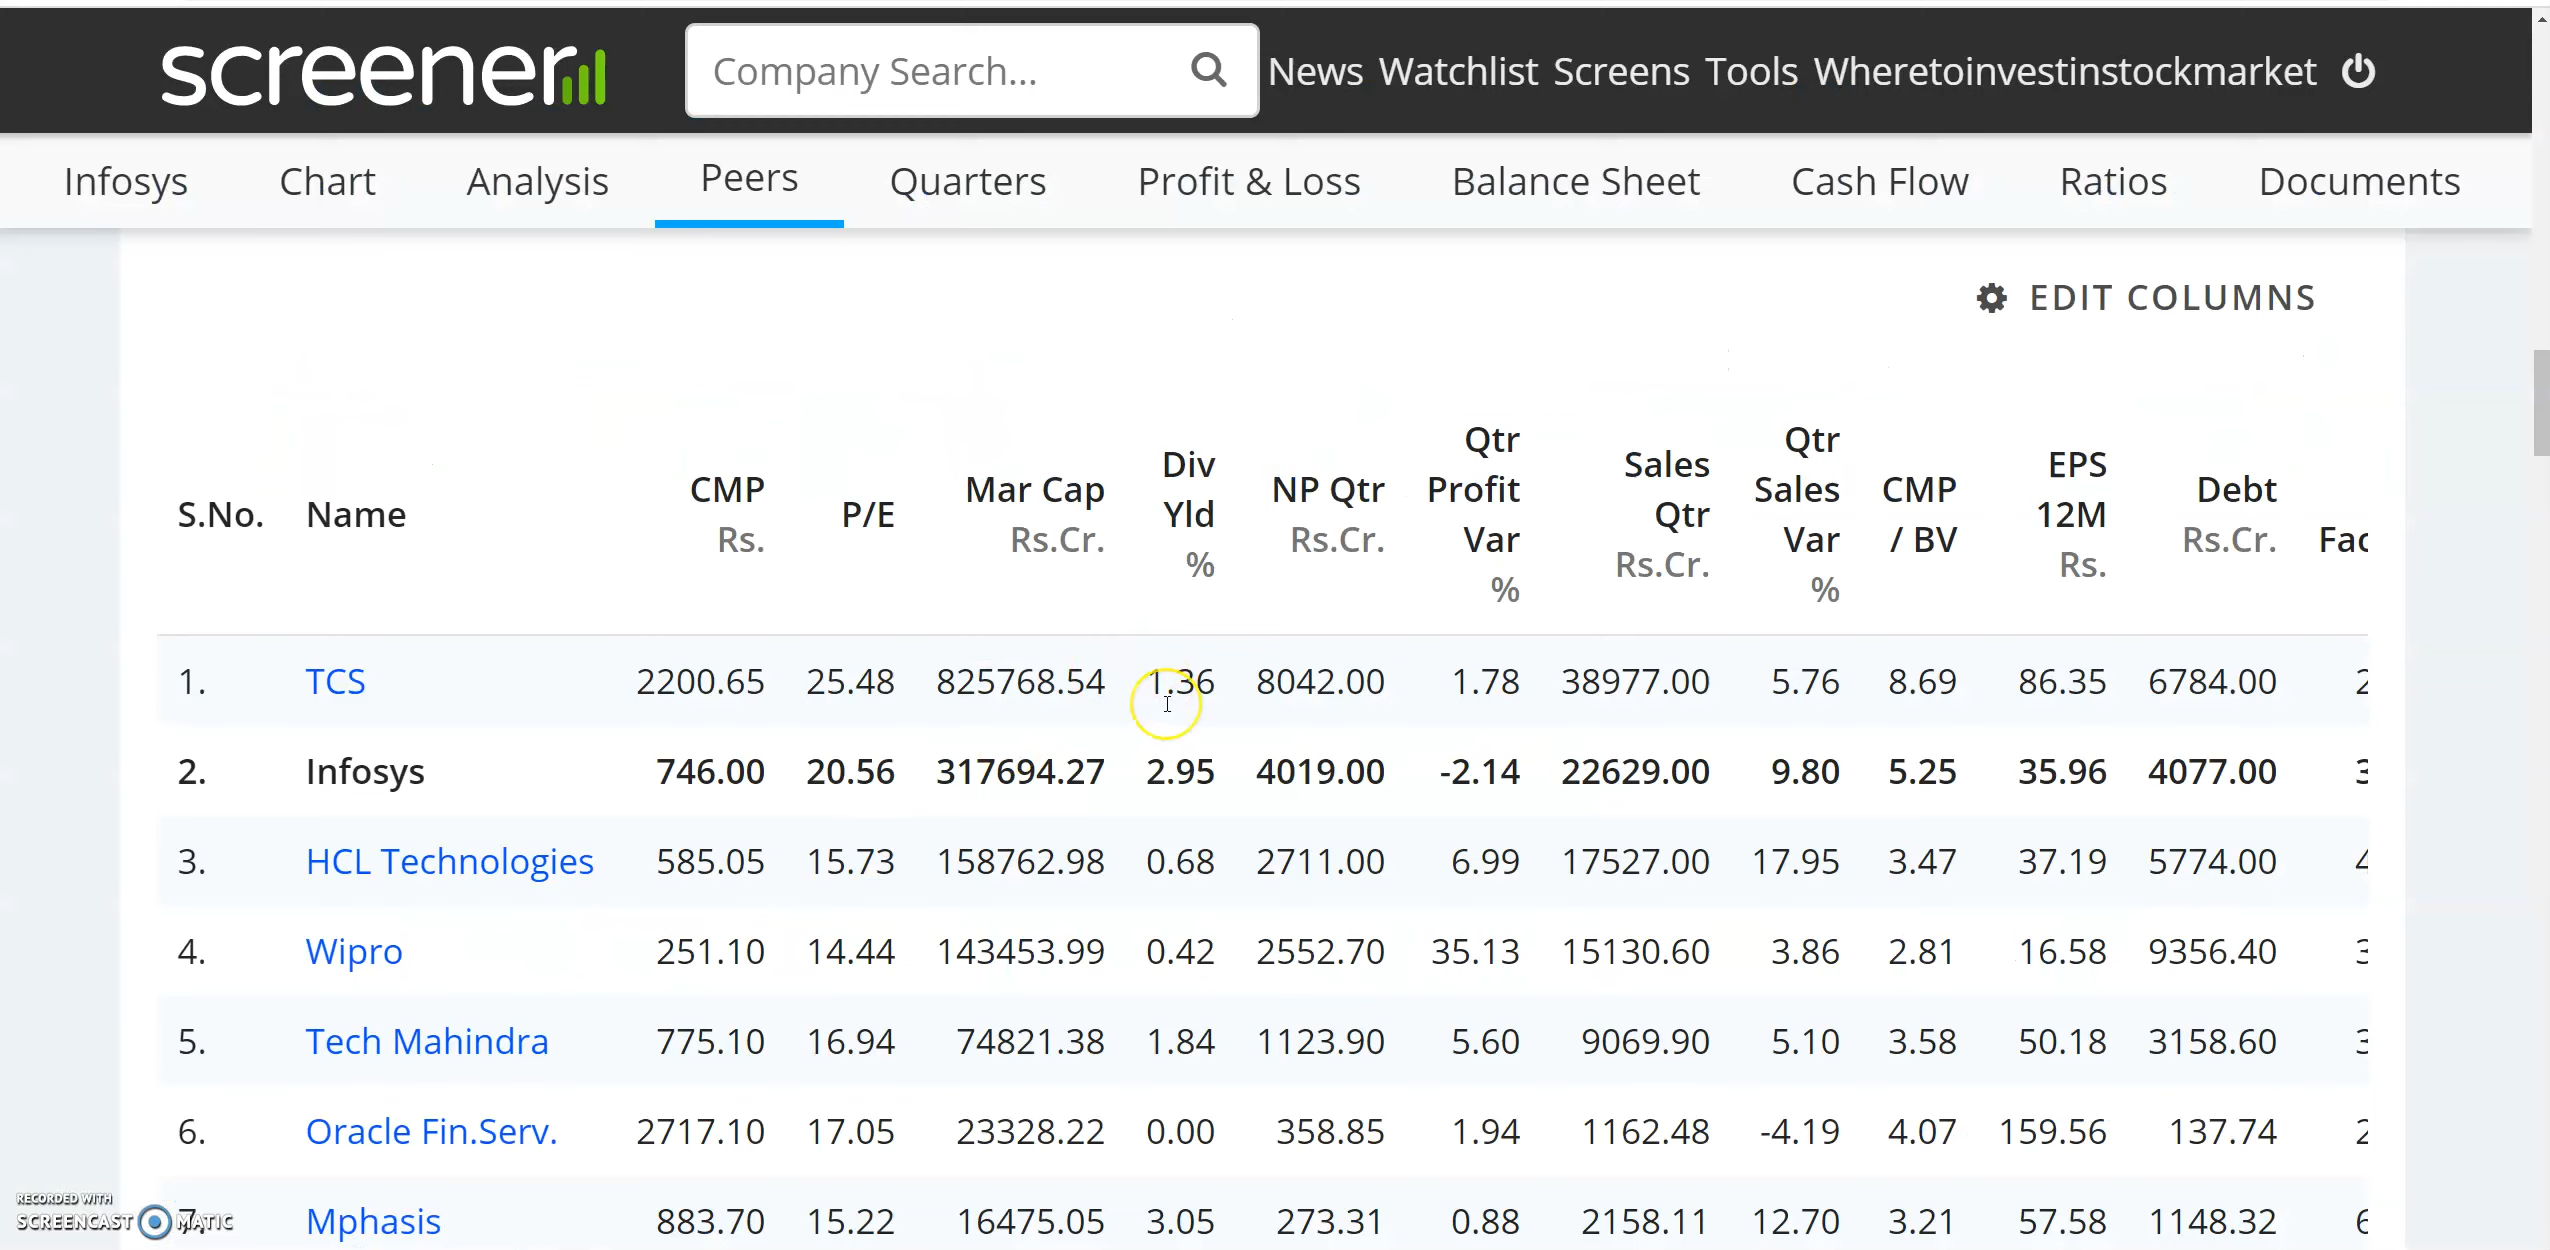 screener Company Search... News Watchlist Screens Tools Wheretoinvestinstockmarket
Infosys Chart Analysis Peers Quarters Profit & Loss Balance Sheet Cash Flow Ratios Documents
EDIT COLUMNS
S.No. Name CMP Rs. P/E Mar Cap Rs.Cr. Div Yld % NP Qtr Rs.Cr. Qtr Profit Var % Sales Qtr Rs.Cr. Qtr Sales Var % CMP / BV EPS 12M Rs. Debt Rs.Cr.
1. TCS 2200.65 25.48 825768.54 1.36 8042.00 1.78 38977.00 5.76 8.69 86.35 6784.00 2
2. Infosys 746.00 20.56 317694.27 2.95 4019.00 -2.14 22629.00 9.80 5.25 35.96 4077.00 3
3. HCL Technologies 585.05 15.73 158762.98 0.68 2711.00 6.99 17527.00 17.95 3.47 37.19 5774.00 4
4. Wipro 251.10 14.44 143453.99 0.42 2552.70 35.13 15130.60 3.86 2.81 16.58 9356.40 3
5. Tech Mahindra 775.10 16.94 74821.38 1.84 1123.90 5.60 9069.90 5.10 3.58 50.18 3158.60 3
6. Oracle Fin.Serv. 2717.10 17.05 23328.22 0.00 358.85 1.94 1162.48 -4.19 4.07 159.56 137.74 2
7. Mphasis 883.70 15.22 16475.05 3.05 273.31 0.88 2158.11 12.70 3.21 57.58 1148.32 6
RECORDED WITH
SCREENCAST MATIC